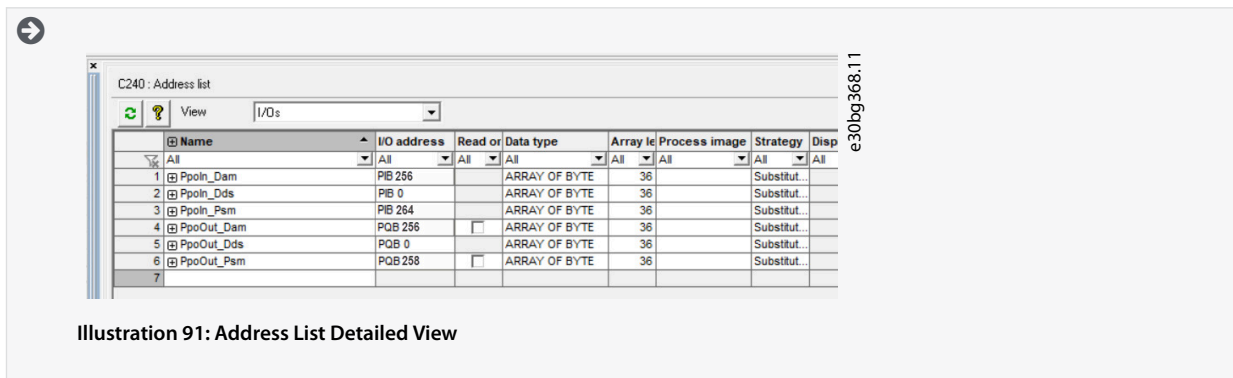 C240 : Address list
View I/Os
Name I/O address Read or Data type Array le Process image Strategy Disp
All All All All All All All All
1 PpoIn_Dam PIB 256 ARRAY OF BYTE 36 Substitut...
2 PpoIn_Dds PIB 0 ARRAY OF BYTE 36 Substitut...
3 PpoIn_Psm PIB 264 ARRAY OF BYTE 36 Substitut...
4 PpoOut_Dam PQB 256 ARRAY OF BYTE 36 Substitut...
5 PpoOut_Dds PQB 0 ARRAY OF BYTE 36 Substitut...
6 PpoOut_Psm PQB 258 ARRAY OF BYTE 36 Substitut...
7
e30bg368.11
Illustration 91: Address List Detailed View